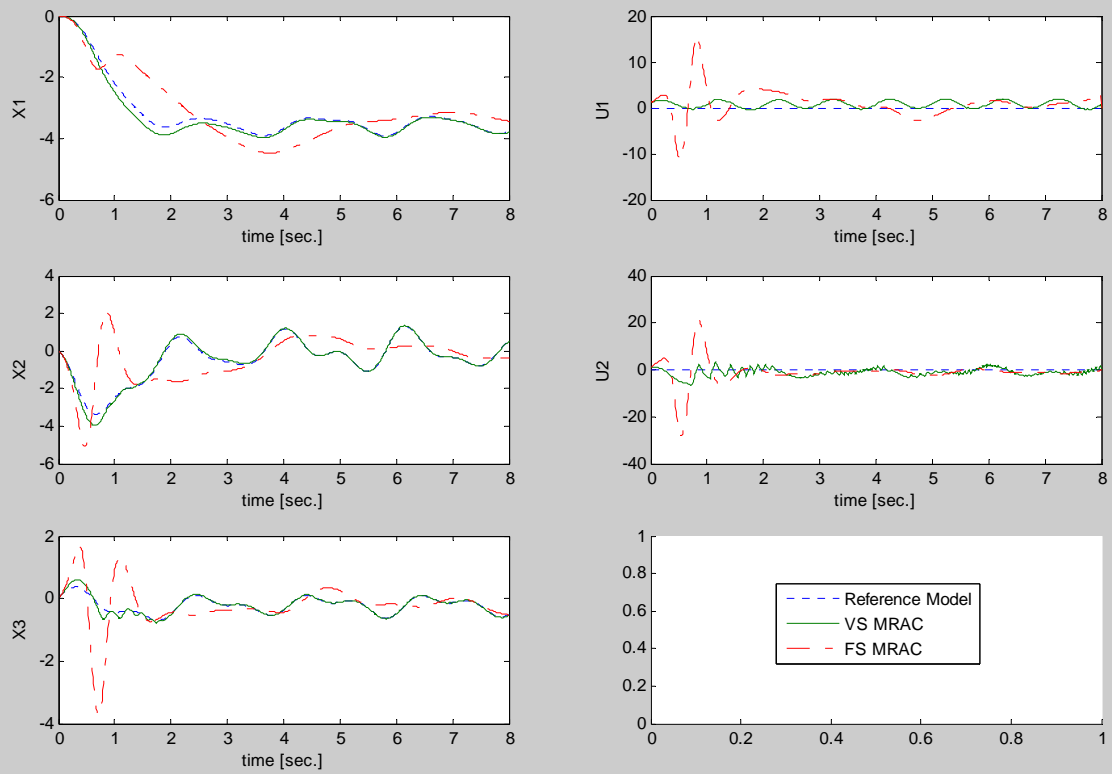 0
-2
-4
-6
X1
0 1 2 3 4 5 6 7 8
time [sec.]
20
10
0
-10
-20
U1
0 1 2 3 4 5 6 7 8
time [sec.]
4
2
0
-2
-4
-6
X2
0 1 2 3 4 5 6 7 8
time [sec.]
40
20
0
-20
-40
U2
0 1 2 3 4 5 6 7 8
time [sec.]
2
0
-2
-4
X3
0 1 2 3 4 5 6 7 8
time [sec.]
1
0.8
0.6
0.4
0.2
0
0 0.2 0.4 0.6 0.8 1
Reference Model
VS MRAC
FS MRAC